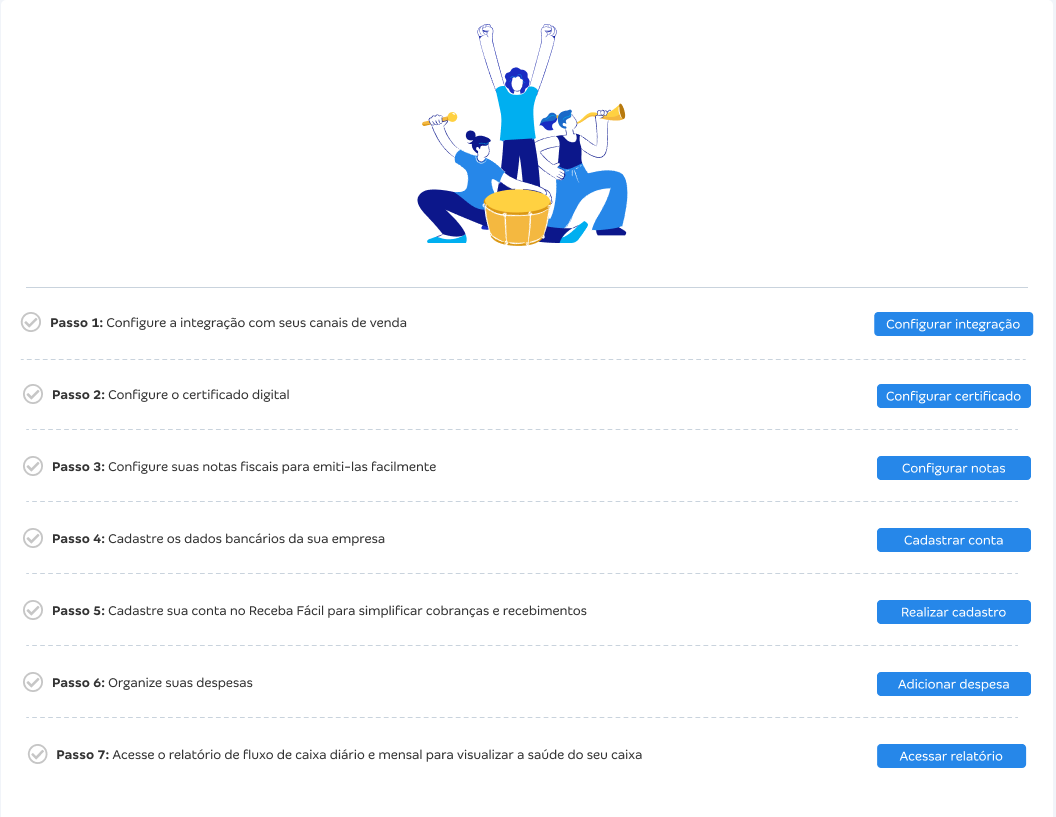 Passo 1: Configure a integração com seus canais de venda
Configurar integração
Passo 2: Configure o certificado digital
Configurar certificado
Passo 3: Configure suas notas fiscais para emiti-las facilmente
Configurar notas
Passo 4: Cadastre os dados bancários da sua empresa
Cadastrar conta
Passo 5: Cadastre sua conta no Receba Fácil para simplificar cobranças e recebimentos
Realizar cadastro
Passo 6: Organize suas despesas
Adicionar despesa
Passo 7: Acesse o relatório de fluxo de caixa diário e mensal para visualizar a saúde do seu caixa
Acessar relatório